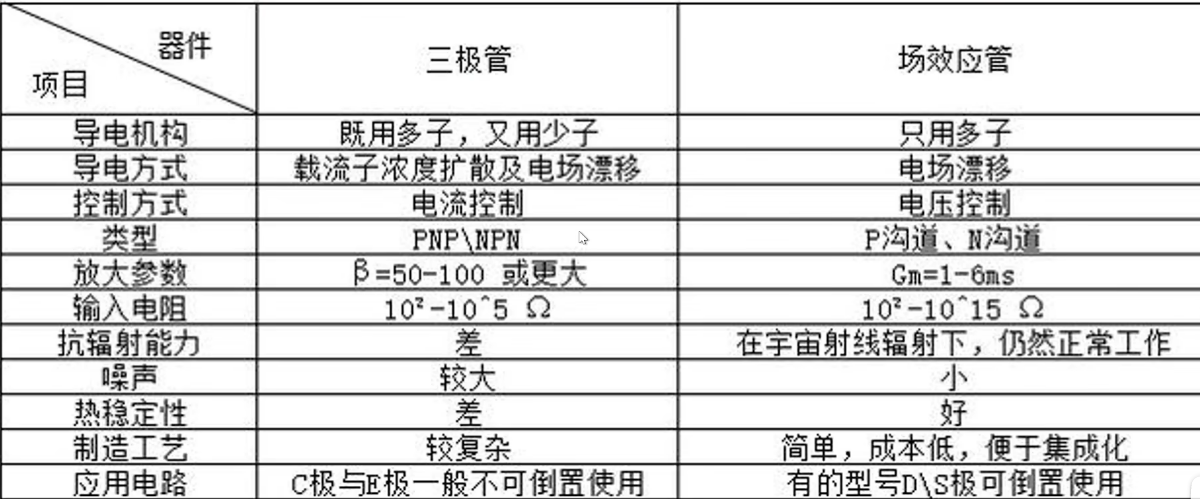 器件
项目
三极管
场效应管
导电机构 既用多子，又用少子 只用多子
导电方式 载流子浓度扩散及电场漂移 电场漂移
控制方式 电流控制 电压控制
类型 PNP\NPN P沟道、N沟道
放大参数 β=50-100 或更大 Gm=1-6ms
输入电阻 10²-10^5 Ω 10²-10^15 Ω
抗辐射能力 差 在宇宙射线辐射下，仍然正常工作
噪声 较大 小
热稳定性 差 好
制造工艺 较复杂 简单，成本低，便于集成化
应用电路 C极与E极一般不可倒置使用 有的型号D\S极可倒置使用